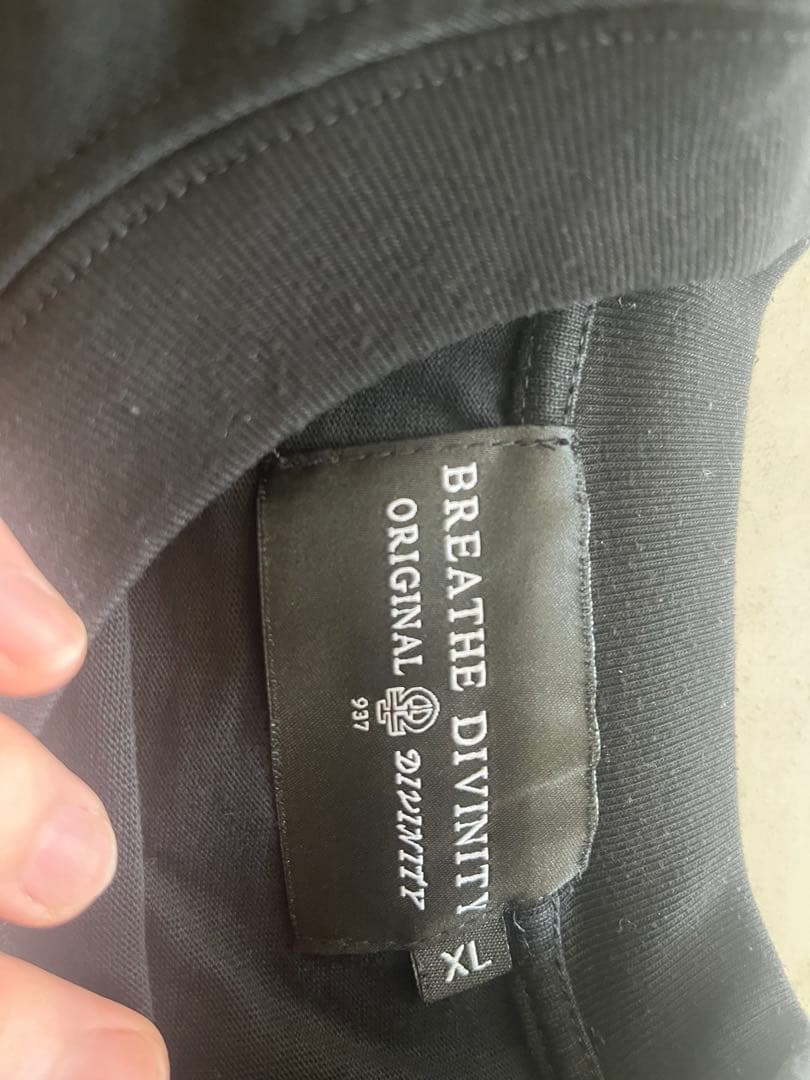 BREATHE DIVINITY
ORIGINAL DIVINITY
937
XL